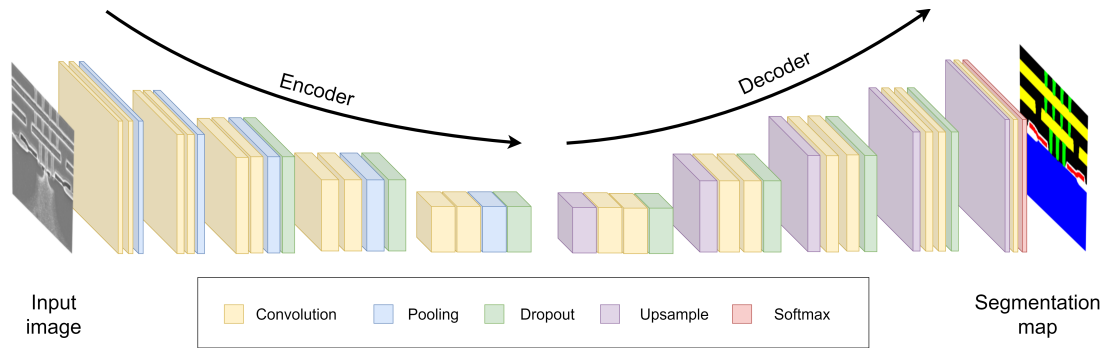 Encoder
Decoder
Input
image
Segmentation
map
Convolution
Pooling
Dropout
Upsample
Softmax